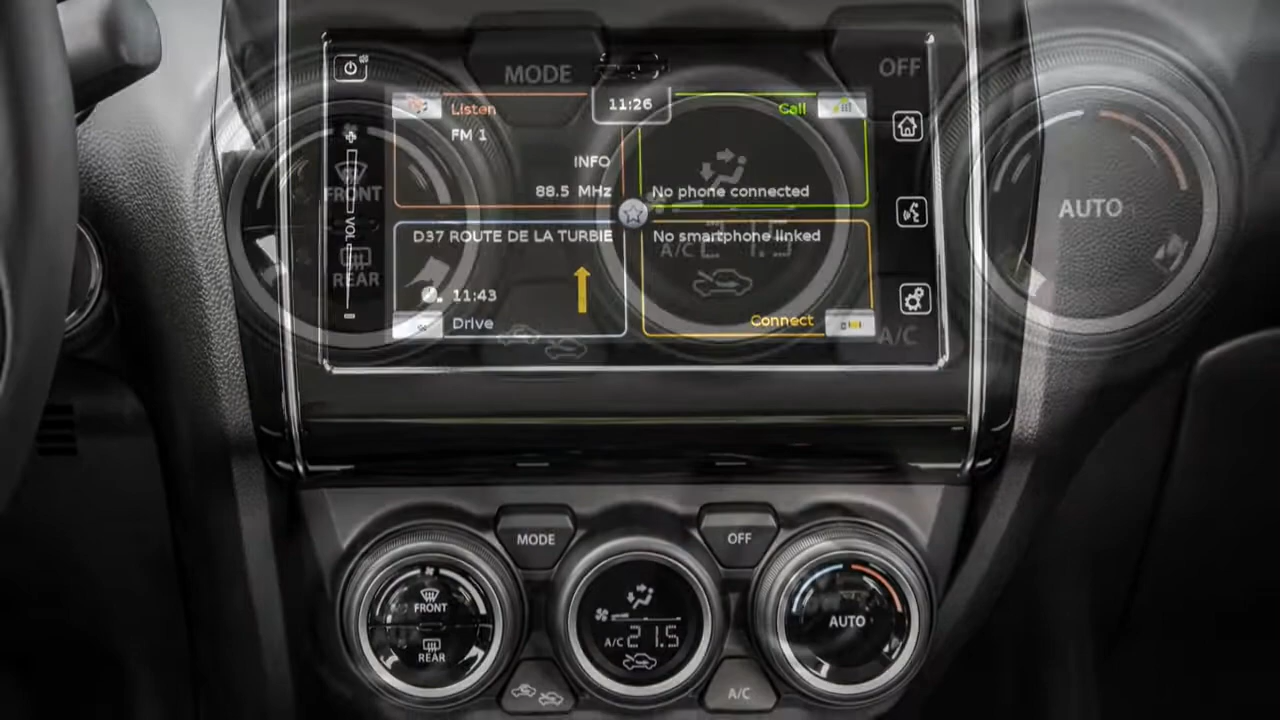 MODE
OFF
11:26
Listen
Call
FM 1
INFO
88.5 MHz
No phone connected
FRONT
VOL
REAR
AUTO
D37 ROUTE DE LA TURBIE
No smartphone linked
A/C
11:43
Drive
Connect
A/C
MODE
OFF
FRONT
REAR
A/C 21.5
AUTO
A/C